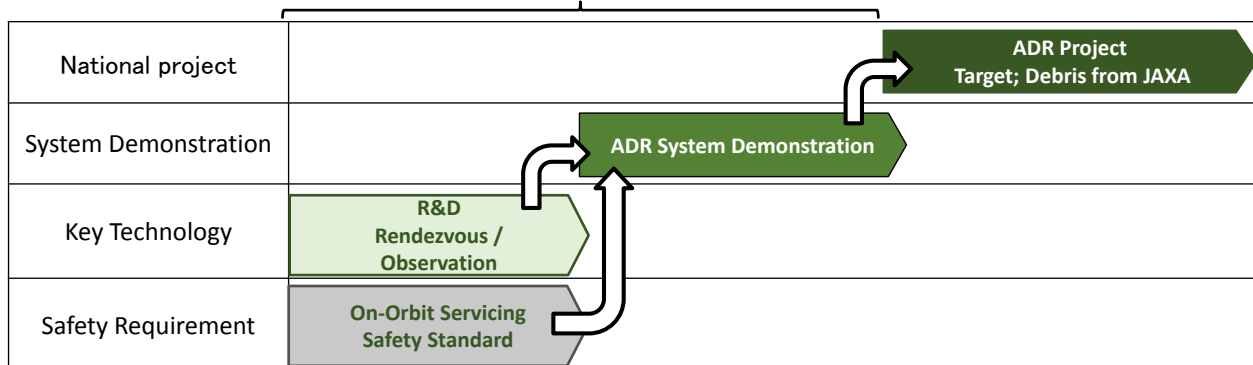 National project
ADR Project
Target; Debris from JAXA
System Demonstration
ADR System Demonstration
Key Technology
R&D
Rendezvous /
Observation
Safety Requirement
On-Orbit Servicing
Safety Standard